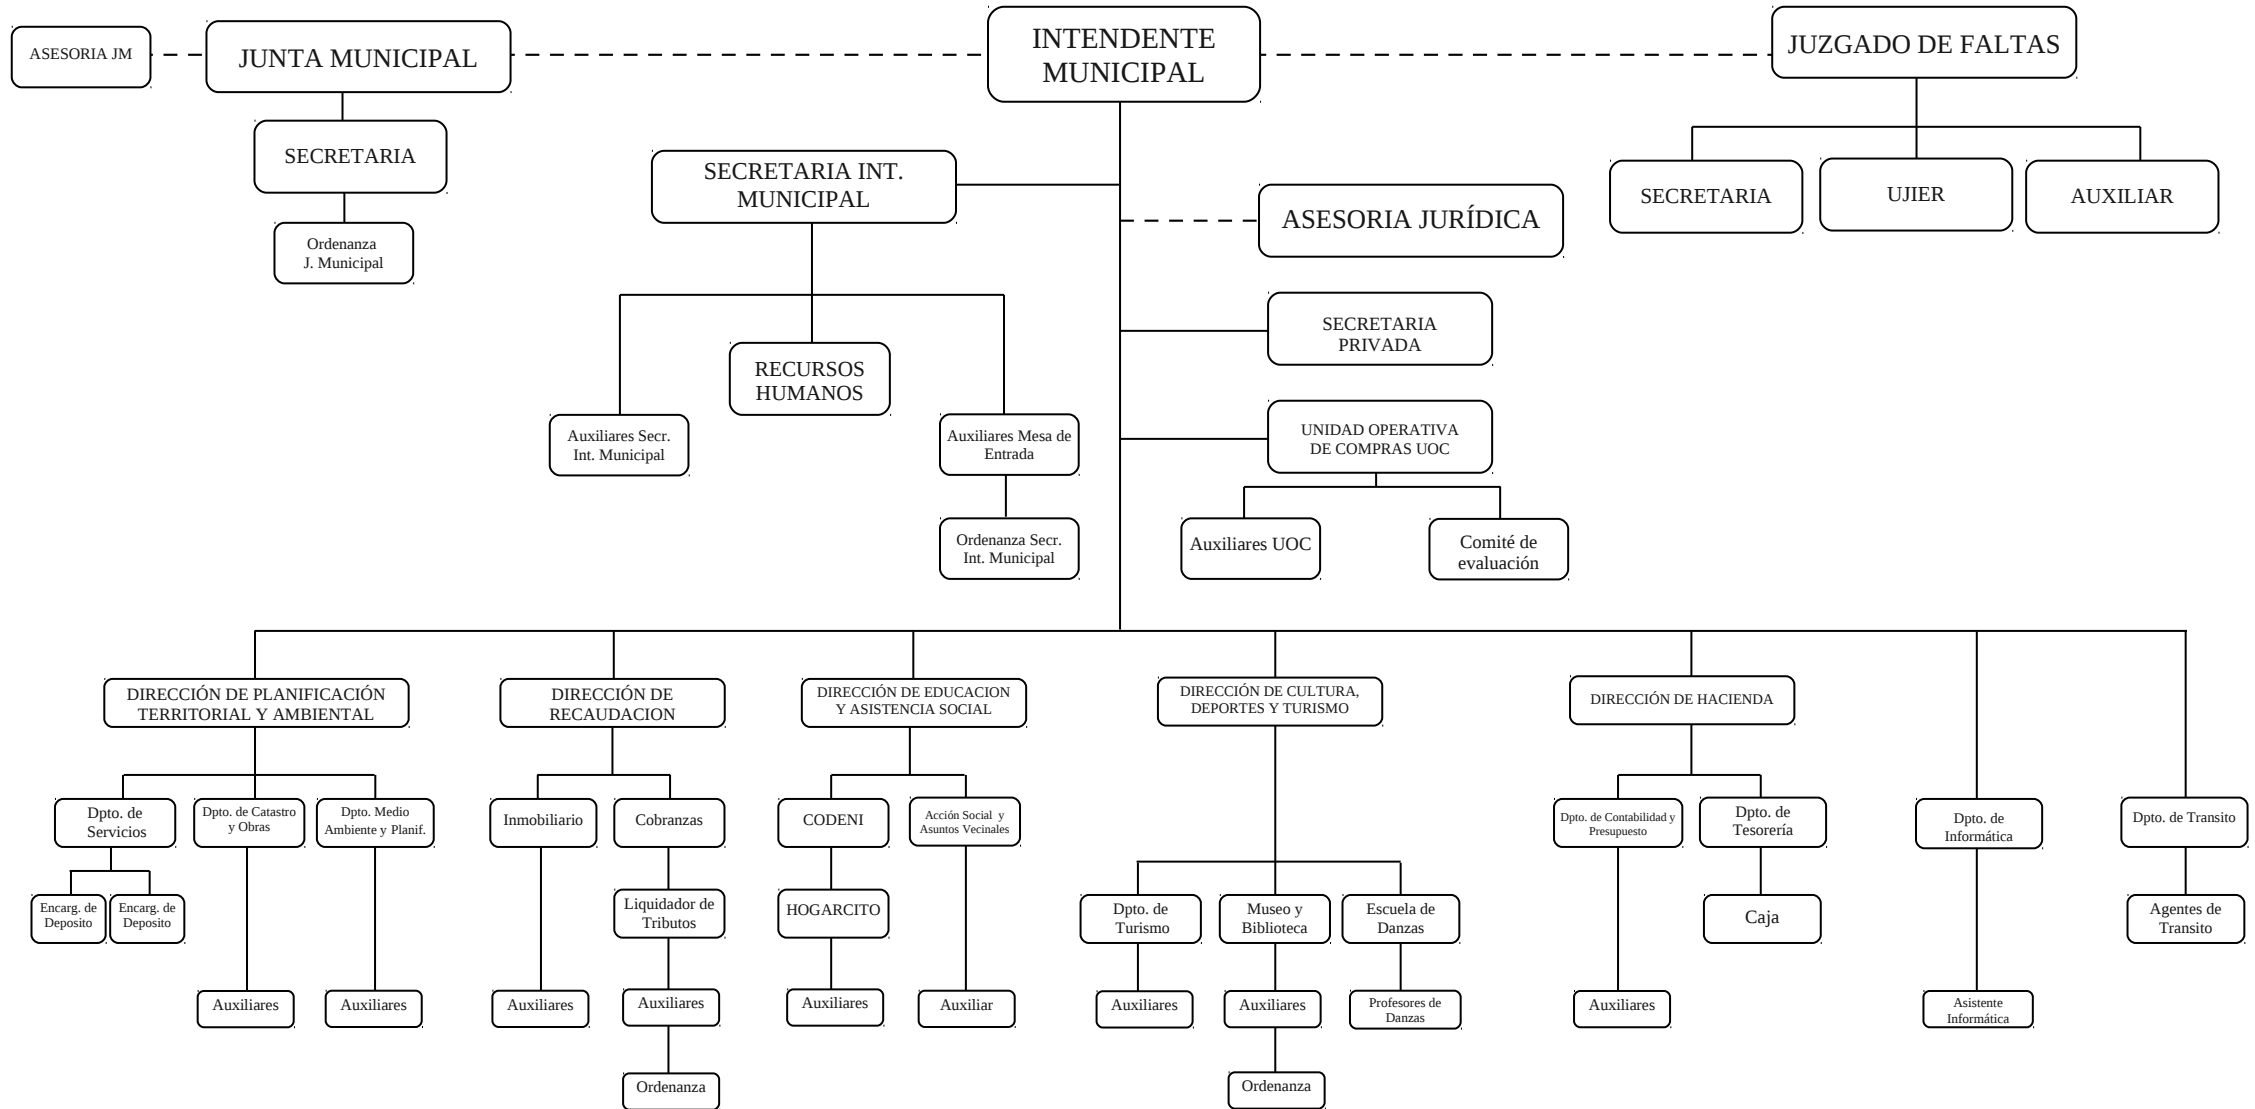 ASESORIA JM
JUNTA MUNICIPAL
INTENDENTE
MUNICIPAL
JUZGADO DE FALTAS
SECRETARIA
Ordenanza
J. Municipal
SECRETARIA INT.
MUNICIPAL
ASESORIA JURÍDICA
SECRETARIA
UJIER
AUXILIAR
SECRETARIA
PRIVADA
RECURSOS
HUMANOS
Auxiliares Secr.
Int. Municipal
Auxiliares Mesa de
Entrada
Ordenanza Secr.
Int. Municipal
UNIDAD OPERATIVA
DE COMPRAS UOC
Auxiliares UOC
Comité de
evaluación
DIRECCIÓN DE PLANIFICACIÓN
TERRITORIAL Y AMBIENTAL
DIRECCIÓN DE
RECAUDACION
DIRECCIÓN DE EDUCACION
Y ASISTENCIA SOCIAL
DIRECCIÓN DE CULTURA,
DEPORTES Y TURISMO
DIRECCIÓN DE HACIENDA
Dpto. de
Servicios
Dpto. de Catastro
y Obras
Dpto. Medio
Ambiente y Planif.
Inmobiliario
Cobranzas
CODENI
Acción Social y
Asuntos Vecinales
Dpto. de Contabilidad y
Presupuesto
Dpto. de
Tesorería
Dpto. de
Informática
Dpto. de Transito
Encarg. de
Deposito
Encarg. de
Deposito
Liquidador de
Tributos
HOGARCITO
Dpto. de
Turismo
Museo y
Biblioteca
Escuela de
Danzas
Caja
Agentes de
Transito
Auxiliares
Auxiliares
Auxiliares
Auxiliares
Auxiliares
Auxiliar
Auxiliares
Auxiliares
Profesores de
Danzas
Auxiliares
Asistente
Informática
Ordenanza
Ordenanza